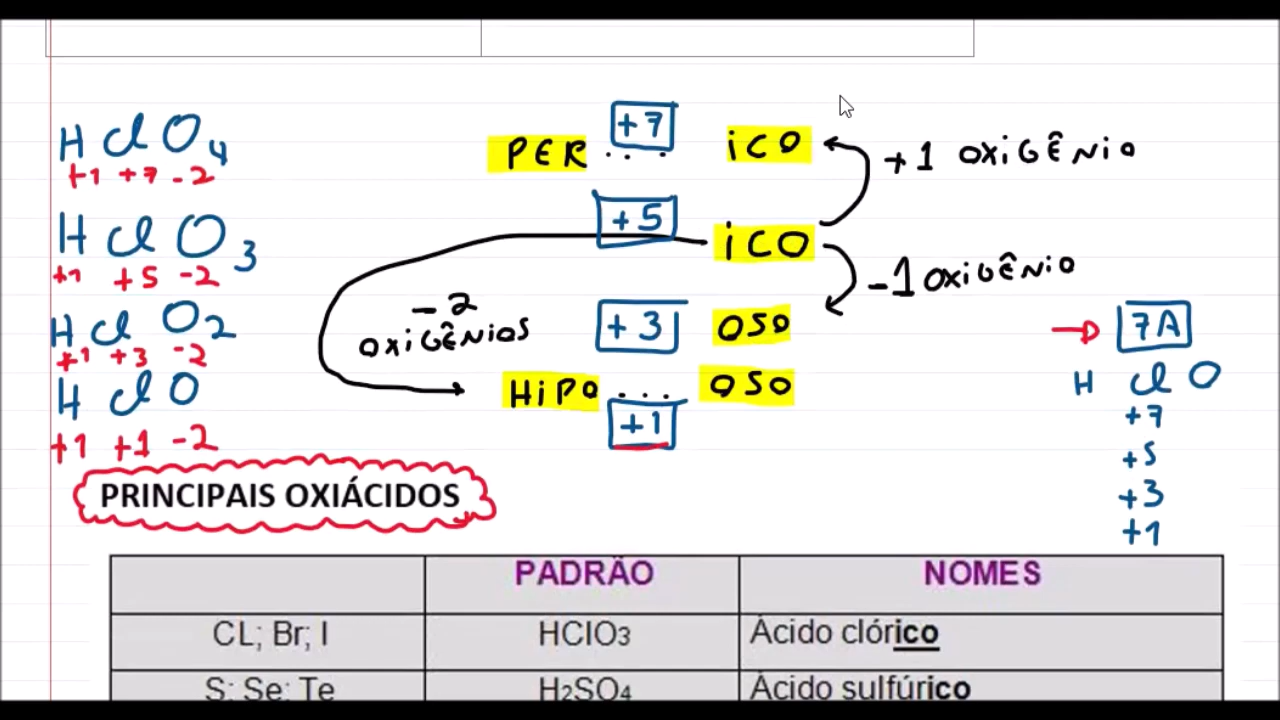 H Cl O4
+1 +7 -2
H Cl O3
+1 +5 -2
H Cl O2
+1 +3 -2
H Cl O
+1 +1 -2
PER +7 ... iCO
+1 OXIGÊNIO
+5 iCO
-1 OXIGÊNIO
-2
OXIGÊNIOS
+3 OSO
HiPO ... OSO
+1
7A
H Cl O
+7
+5
+3
+1
PRINCIPAIS OXIÁCIDOS
PADRÃO NOMES
CL; Br; I HClO3 Ácido clórico
S; Se; Te H2SO4 Ácido sulfúrico